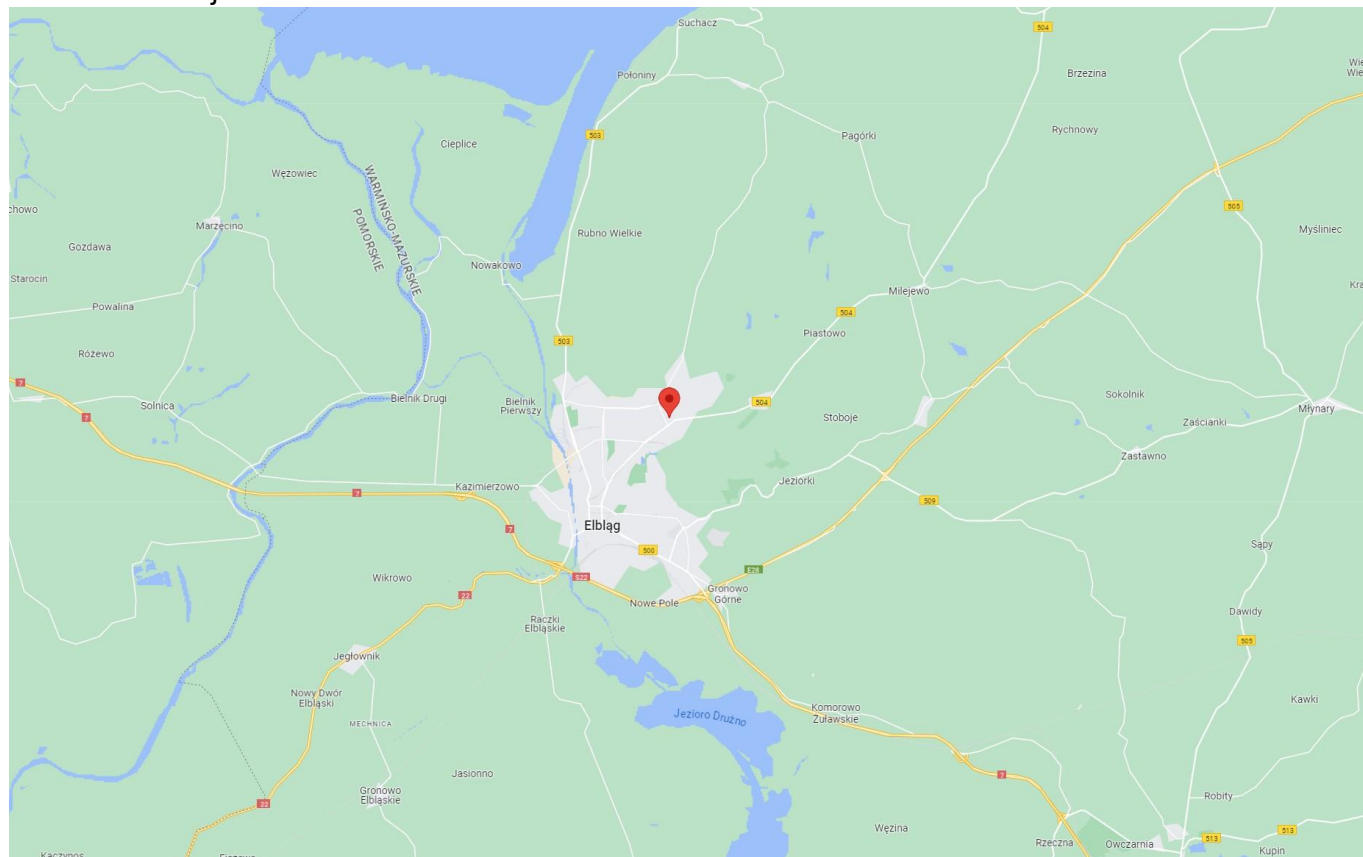 Suchacz
504
Połoniny
Brzezina
503
Pagórki
Rychnowy
Cieplice
Węzowiec
WARMIŃSKO-MAZURSKIE
POMORSKIE
505
Marzęcino
Rubno Wielkie
Myśliniec
Gozdawa
Nowakowo
Starocin
Milejewo
Powalina
504
Piastowo
503
Różewo
7
Solnica
Bielnik Drugi
Bielnik
Pierwszy
504
Stoboje
Sokolnik
Młynary
7
Zaścianki
Zastawno
Kazimierzowo
7
Jeziorki
509
7
Elbląg
500
Sąpy
E28
S22
Wikrowo
22
Nowe Pole
Gronowo
Górne
Dawidy
Raczki
Elbląskie
505
Jegłownik
Nowy Dwór
Elbląski
Kawki
MECHNICA
Jezioro Drużno
Komorowo
Żuławskie
Jasionno
7
Gronowo
Elbląskie
22
Robity
Węzina
513
513
Rzeczna
Owczarnia
Kupin